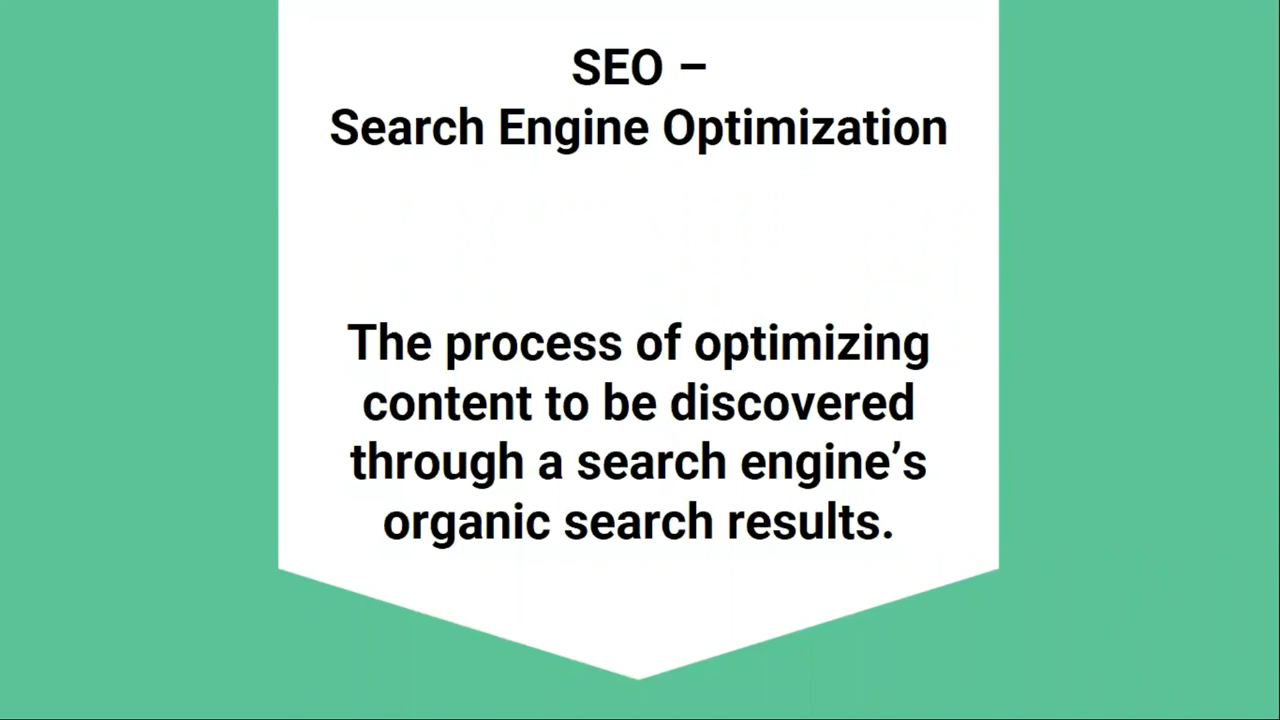 SEO –
Search Engine Optimization
The process of optimizing
content to be discovered
through a search engine’s
organic search results.